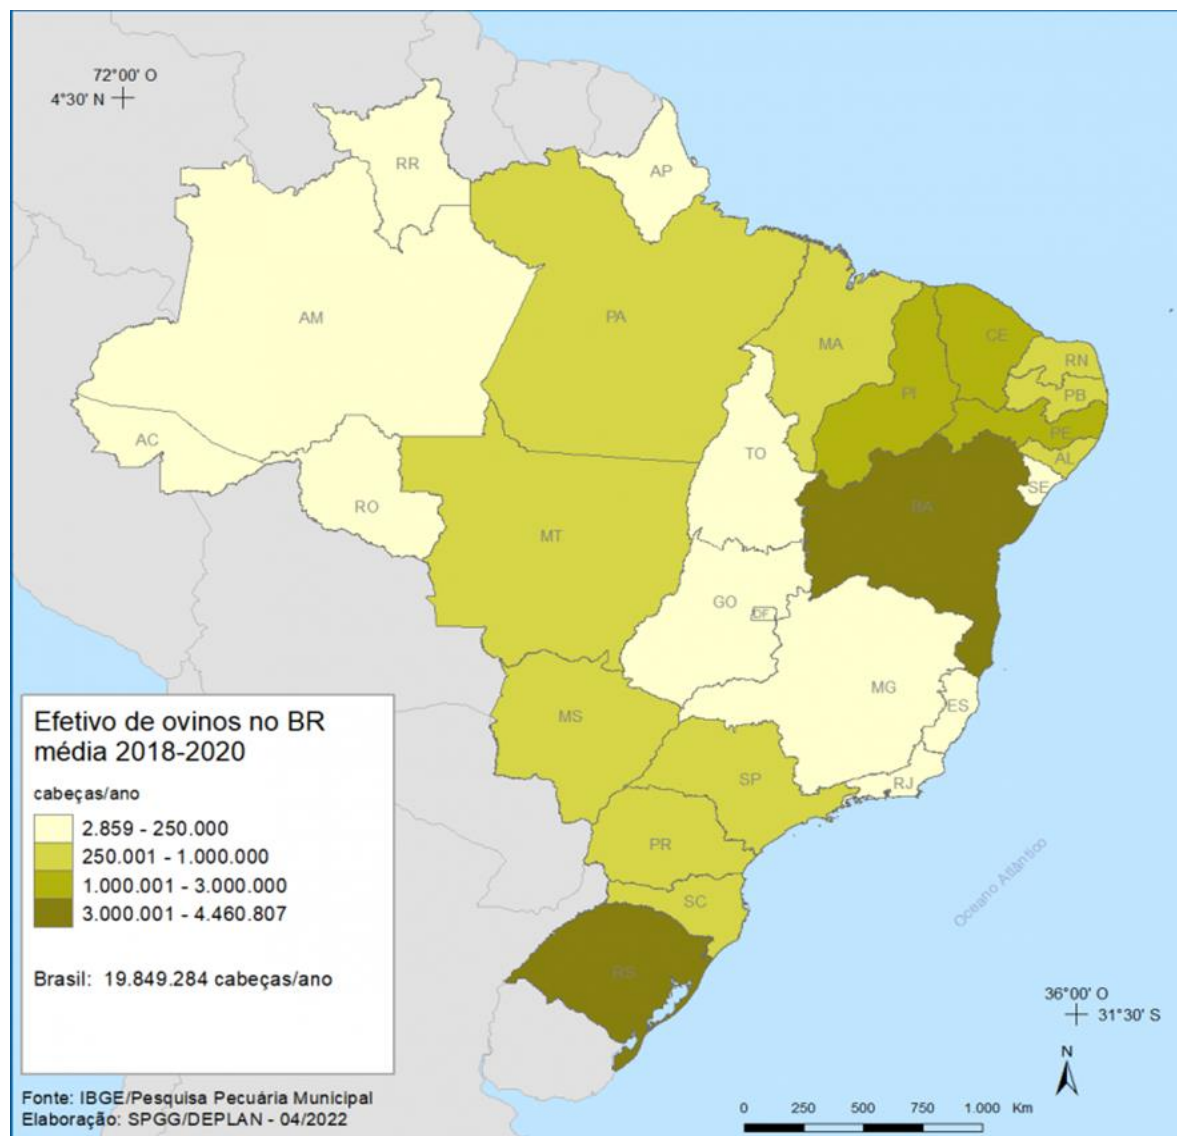 72°00' O
4°30' N
RR
AP
AM
PA
MA
CE
RN
PB
PI
PE
AL
SE
AC
TO
RO
BA
MT
GO
DF
MG
ES
MS
SP
RJ
PR
SC
RS
Oceano Atlântico
Efetivo de ovinos no BR
média 2018-2020
cabeças/ano
2.859 - 250.000
250.001 - 1.000.000
1.000.001 - 3.000.000
3.000.001 - 4.460.807
Brasil: 19.849.284 cabeças/ano
36°00' O
31°30' S
N
Fonte: IBGE/Pesquisa Pecuária Municipal
Elaboração: SPGG/DEPLAN - 04/2022
0 250 500 750 1.000 Km